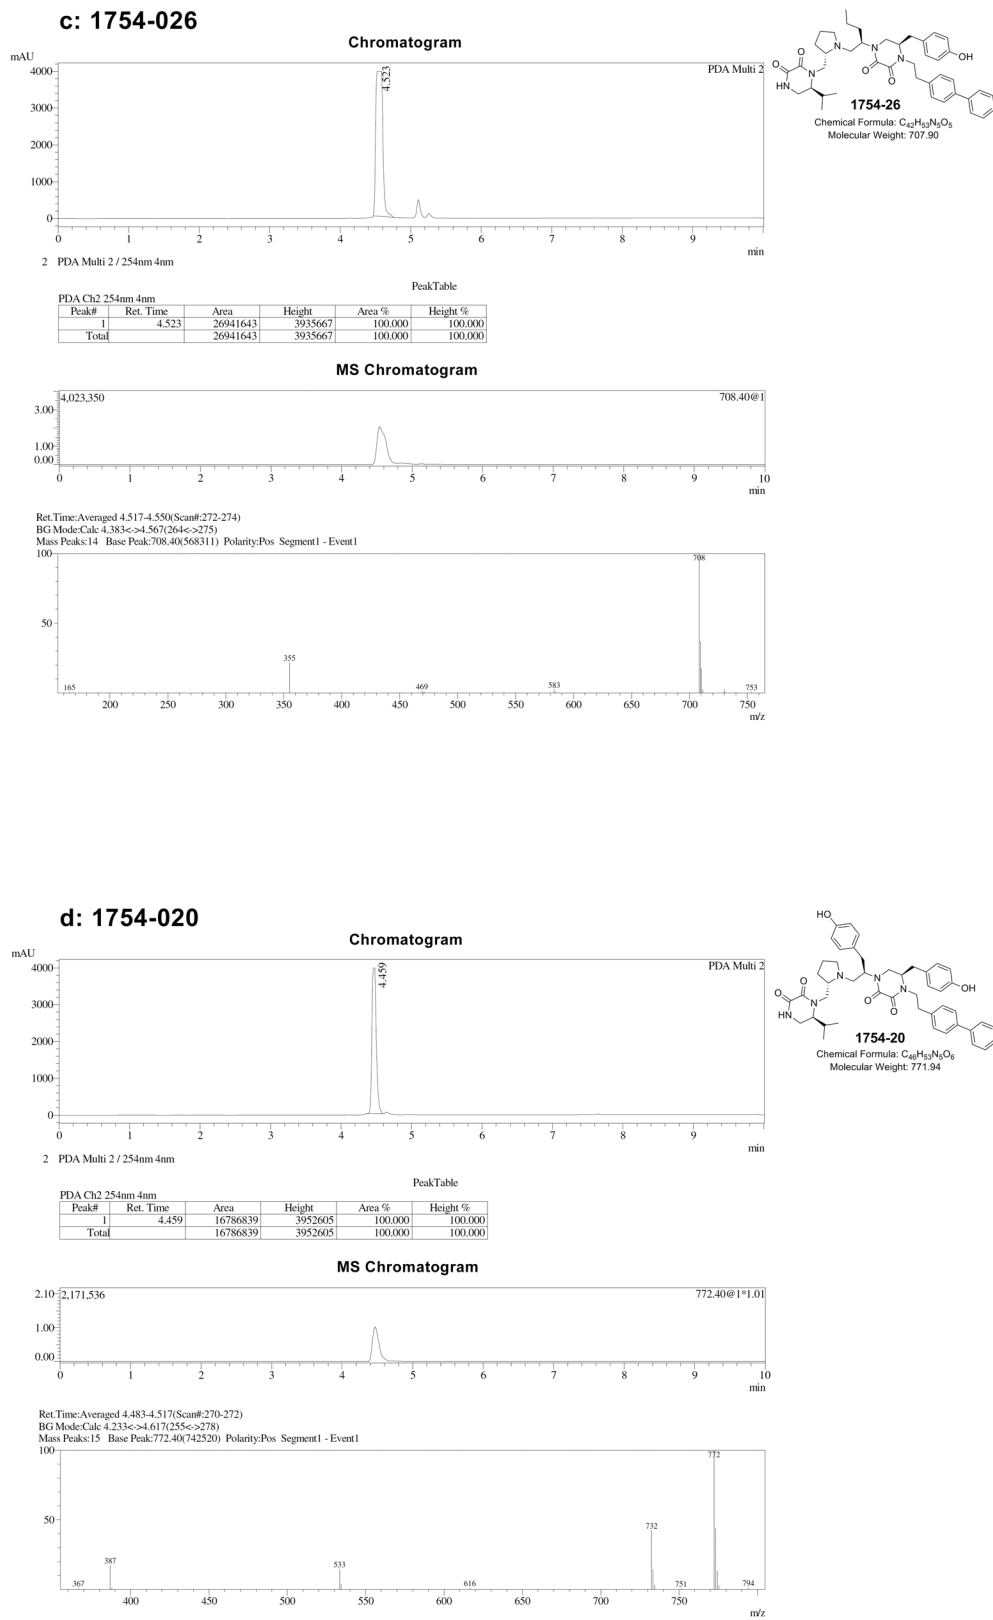 c: 1754-026
Chromatogram
mAU
PDA Multi 2
4000
3000
2000
1000
0
4.523
0 1 2 3 4 5 6 7 8 9
min
2 PDA Multi 2 / 254nm 4nm
O O N HN N N O O N OH
1754-26
Chemical Formula: C42H53N5O5
Molecular Weight: 707.90
PeakTable
PDA Ch2 254nm 4nm
Peak# Ret. Time Area Height Area % Height %
1 4.523 26941643 3935667 100.000 100.000
Total 26941643 3935667 100.000 100.000
MS Chromatogram
4,023,350 708.40@1
3.00
1.00
0.00
0 1 2 3 4 5 6 7 8 9 10
min
Ret.Time:Averaged 4.517-4.550(Scan#:272-274)
BG Mode:Calc 4.383<->4.567(264<->275)
Mass Peaks:14 Base Peak:708.40(568311) Polarity:Pos Segment1 - Event1
100
50
165 355 469 583 708 753
200 250 300 350 400 450 500 550 600 650 700 750
m/z
d: 1754-020
Chromatogram
mAU
PDA Multi 2
4000
3000
2000
1000
0
4.459
0 1 2 3 4 5 6 7 8 9
min
2 PDA Multi 2 / 254nm 4nm
HO O O N HN N N O O N OH
1754-20
Chemical Formula: C46H53N5O6
Molecular Weight: 771.94
PeakTable
PDA Ch2 254nm 4nm
Peak# Ret. Time Area Height Area % Height %
1 4.459 16786839 3952605 100.000 100.000
Total 16786839 3952605 100.000 100.000
MS Chromatogram
2.10 2,171,536 772.40@1*1.01
1.00
0.00
0 1 2 3 4 5 6 7 8 9 10
min
Ret.Time:Averaged 4.483-4.517(Scan#:270-272)
BG Mode:Calc 4.233<->4.617(255<->278)
Mass Peaks:15 Base Peak:772.40(742520) Polarity:Pos Segment1 - Event1
100
50
367 387 533 616 732 751 772 794
400 450 500 550 600 650 700 750
m/z